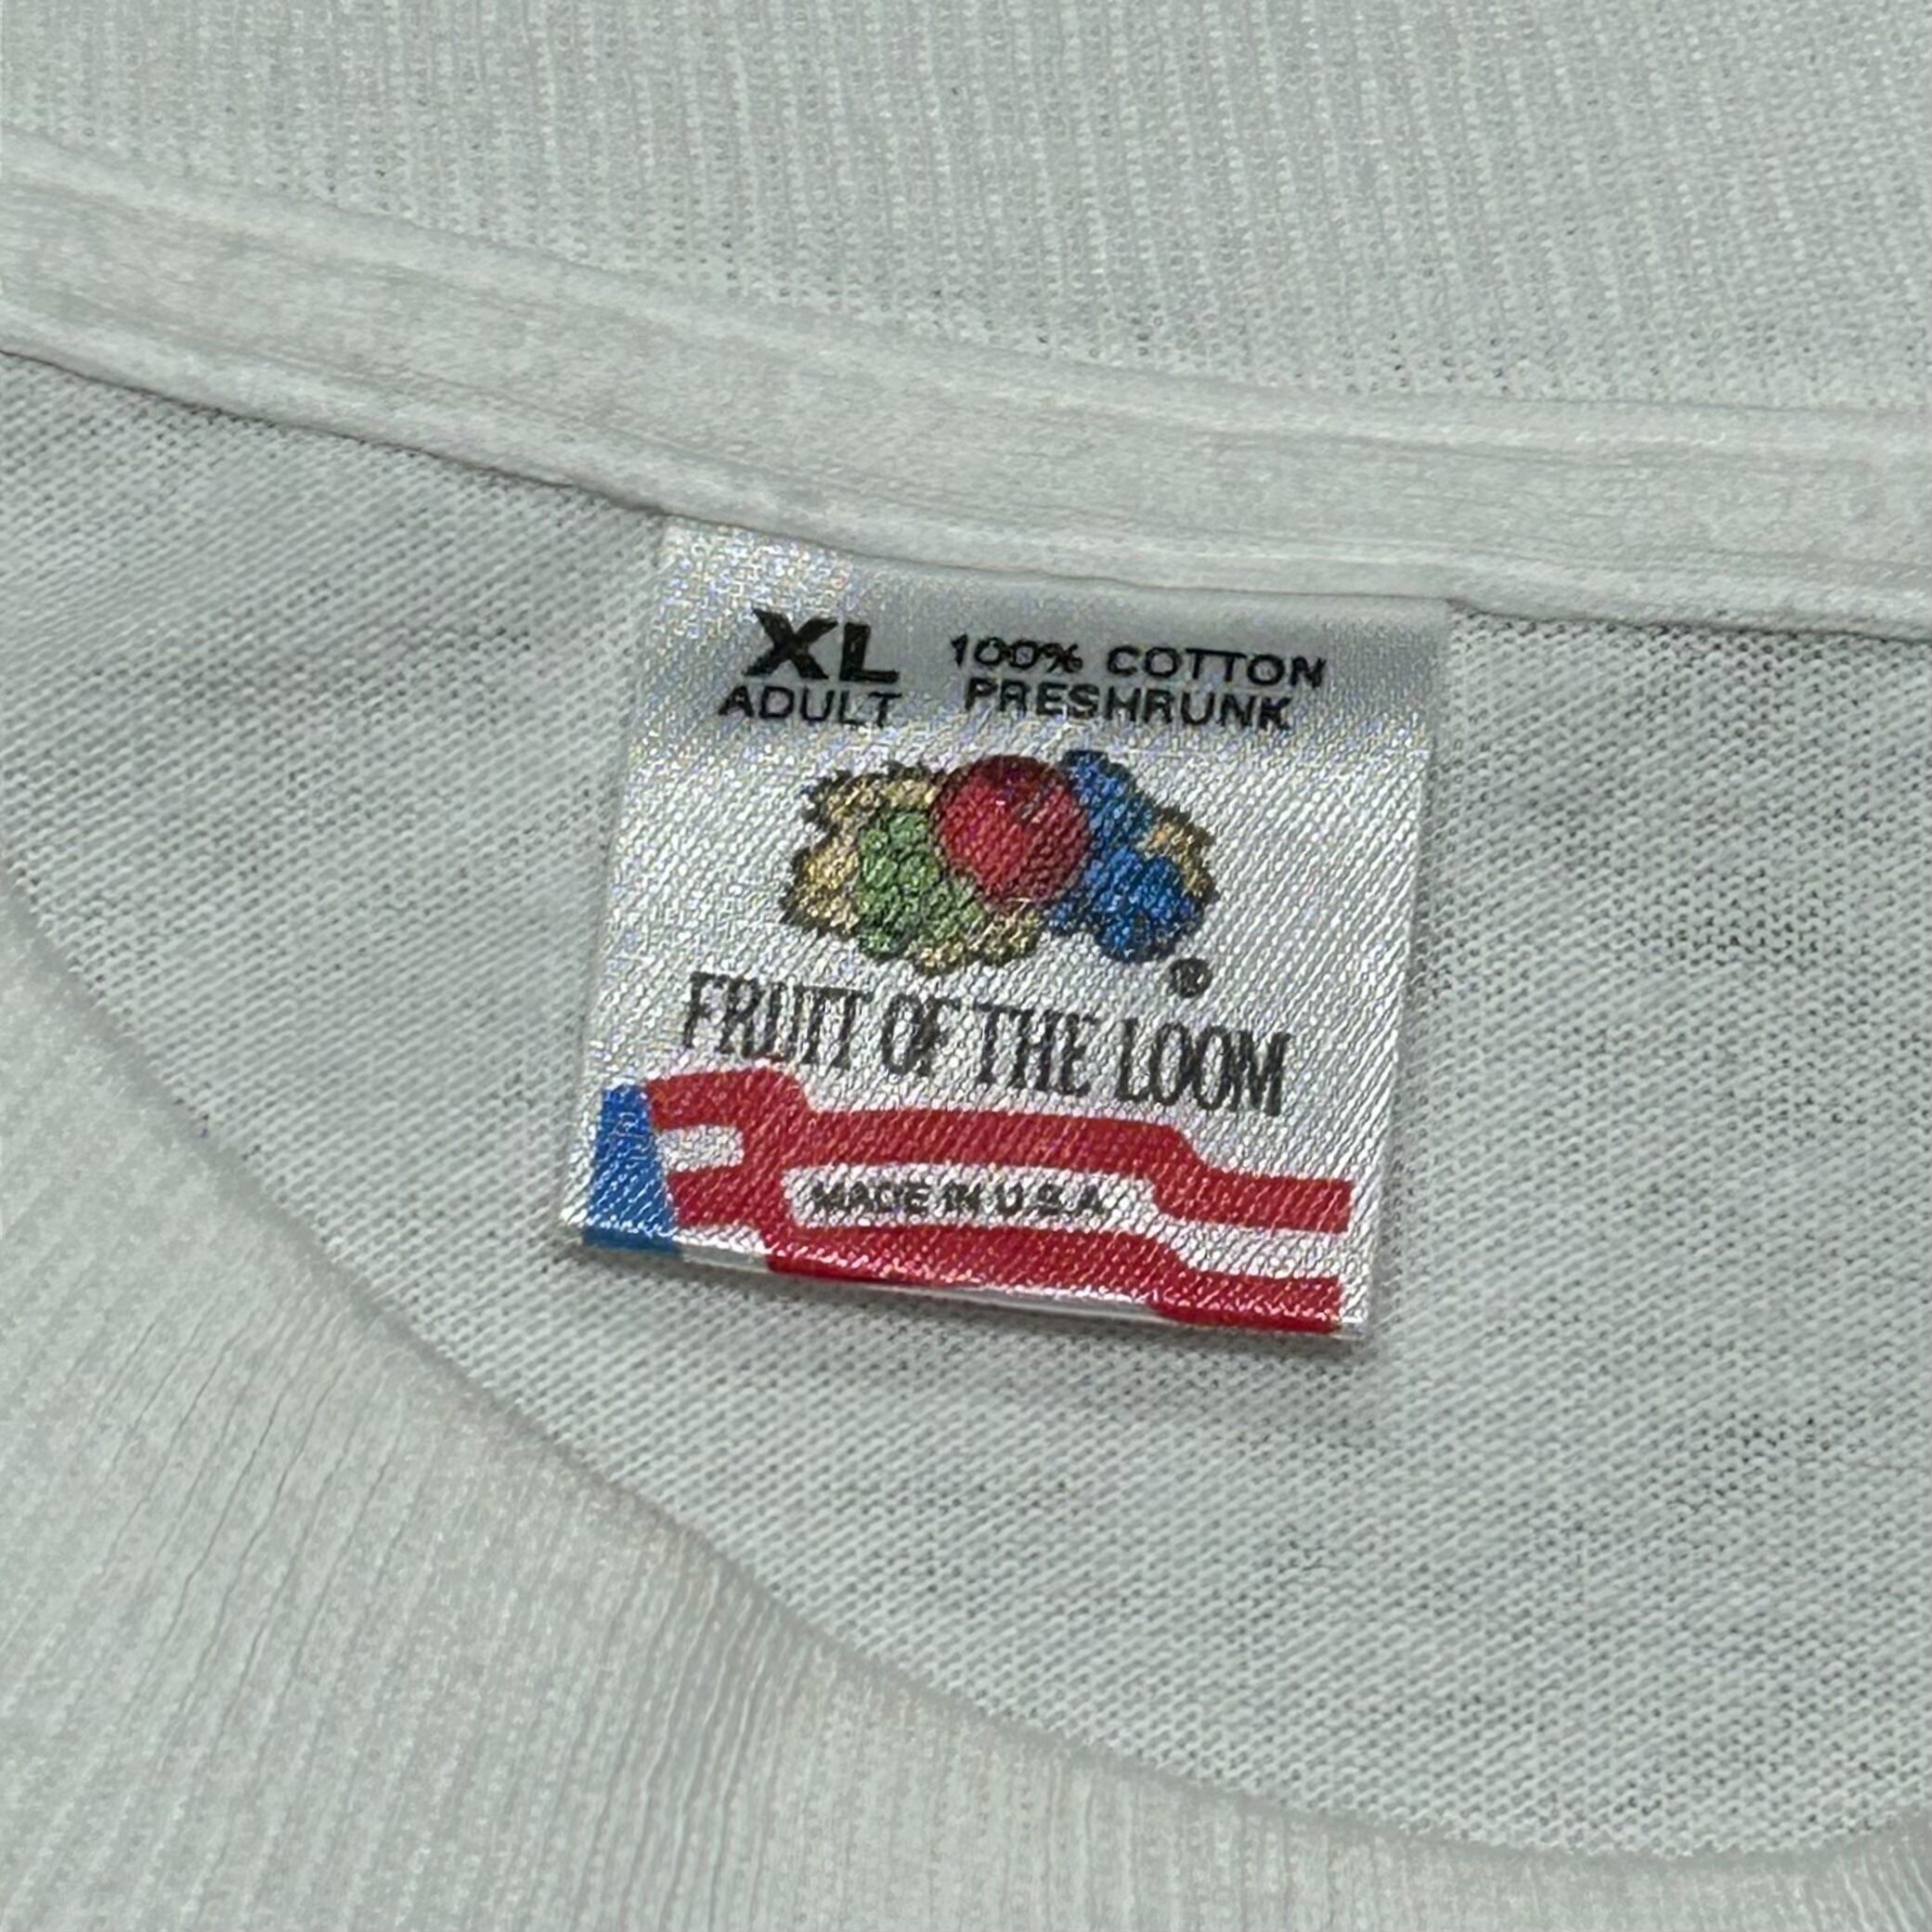 XL
ADULT
100% COTTON
PRESHRUNK
®
FRUIT OF THE LOOM
MADE IN U.S.A.